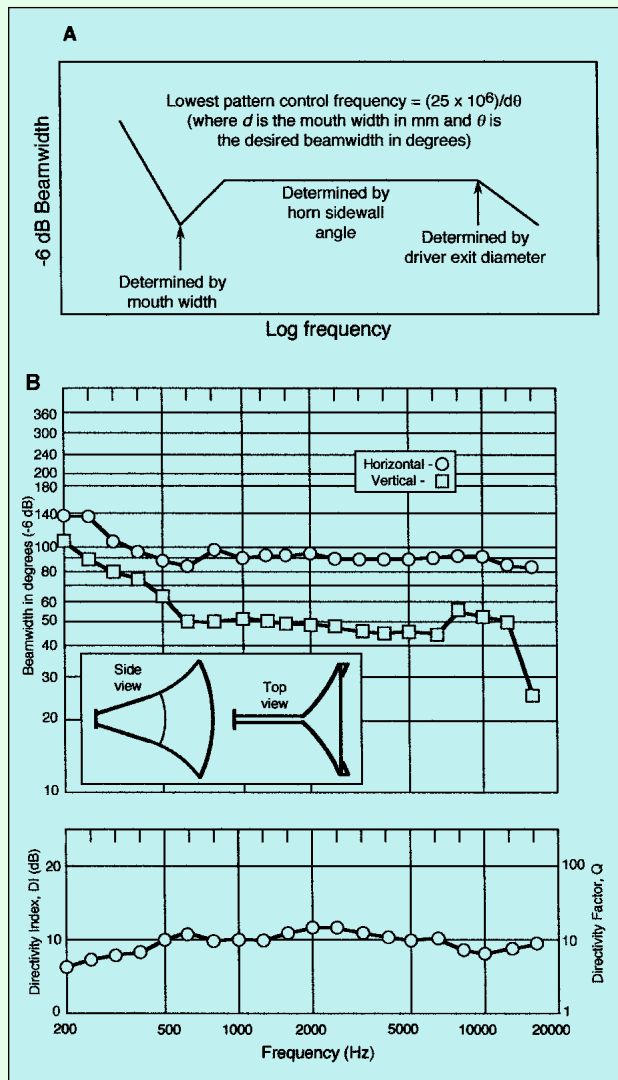 A
Lowest pattern control frequency = (25 x 10⁶)/dθ
(where d is the mouth width in mm and θ is
the desired beamwidth in degrees)
-6 dB Beamwidth
Determined by
horn sidewall
angle
Determined by
driver exit diameter
Determined by
mouth width
Log frequency
B
360
300
240
200
180
140
100
80
60
50
40
30
20
10
Beamwidth in degrees (-6 dB)
Horizontal -
Vertical -
Side
view
Top
view
20
10
0
Directivity Index, DI (dB)
100
10
1
Directivity Factor, Q
200
500
1000
2000
5000
10000
20000
Frequency (Hz)